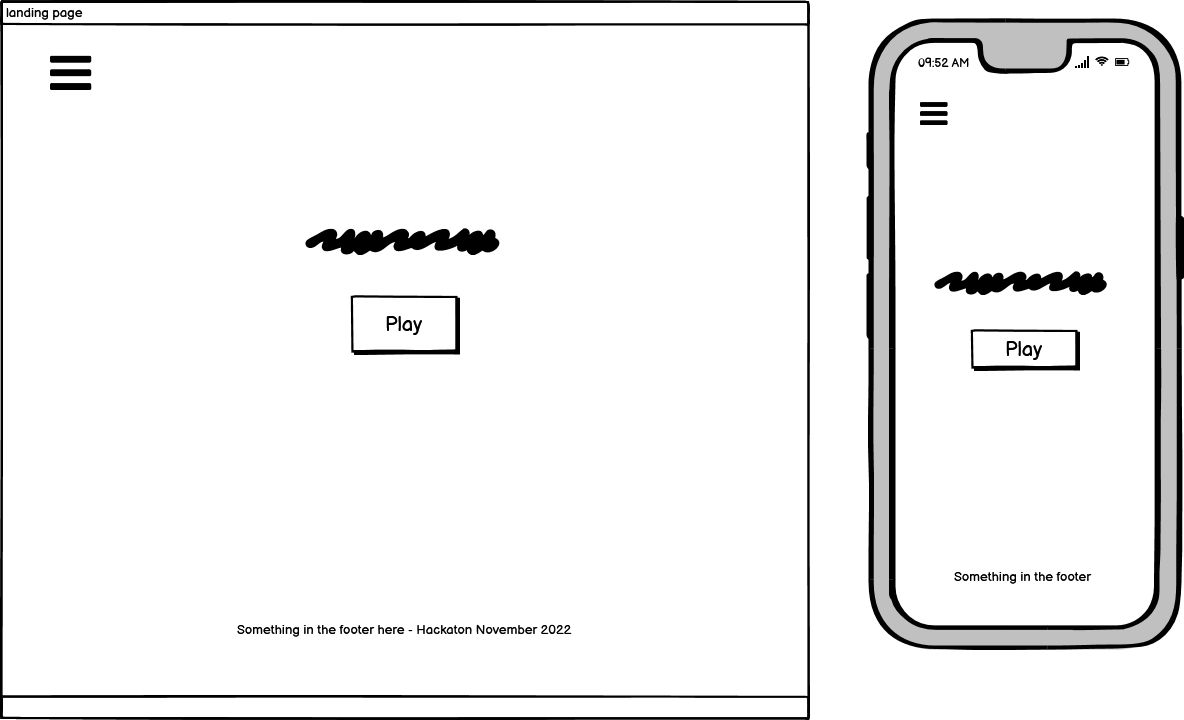 landing page
Play
Something in the footer here - Hackaton November 2022
09:52 AM
Play
Something in the footer